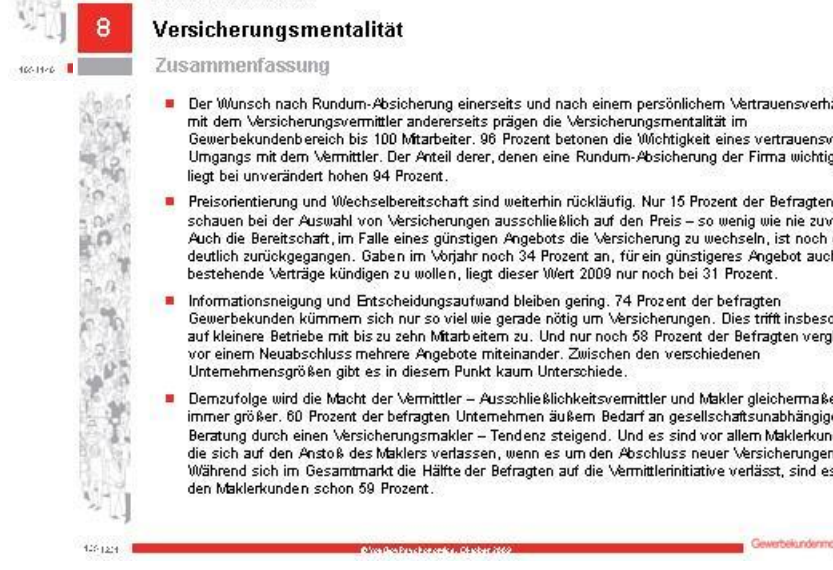 8
Versicherungsmentalität
Zusammenfassung
Der Wunsch nach Rundum-Absicherung einerseits und nach einem persönlichem
mit dem Versicherungsvermittler andererseits prägen die Versicherungsmentalität im
Gewerbekundenbereich bis 100 Mitarbeiter. 96 Prozent betonen die Wichtigkeit eines
Umgangs mit dem Vermittler. Der Anteil derer, denen eine Rundum-Absicherung der Firma
liegt bei unverändert hohen 94 Prozent.
Preisorientierung und Wechselbereitschaft sind weiterhin rückläufig. Nur 15 Prozent der Befragten
schauen bei der Auswahl von Versicherungen ausschließlich auf den Preis – so wenig wie nie
Auch die Bereitschaft, im Falle eines günstigen Angebots die Versicherung zu wechseln, ist noch
deutlich zurückgegangen. Gaben im Vorjahr noch 34 Prozent an, für ein günstigeres Angebot auch
bestehende Verträge kündigen zu wollen, liegt dieser Wert 2009 nur noch bei 31 Prozent.
Informationsneigung und Entscheidungsaufwand bleiben gering. 74 Prozent der befragten
Gewerbekunden kümmern sich nur so viel wie gerade nötig um Versicherungen. Dies trifft
auf kleinere Betriebe mit bis zu zehn Mitarbeitern zu. Und nur noch 58 Prozent der Befragten
vor einem Neuabschluss mehrere Angebote miteinander. Zwischen den verschiedenen
Unternehmensgrößen gibt es in diesem Punkt kaum Unterschiede.
Demzufolge wird die Macht der Vermittler – Ausschließlichkeitsvermittler und Makler
immer größer. 60 Prozent der befragten Unternehmen äußern Bedarf an
Beratung durch einen Versicherungsmakler – Tendenz steigend. Und es sind vor allem
die sich auf den Anstoß des Maklers verlassen, wenn es um den Abschluss neuer Versicherungen
Während sich im Gesamtmarkt die Hälfte der Befragten auf die Vermittlerinitiative verlässt, sind es
den Maklerkunden schon 59 Prozent.